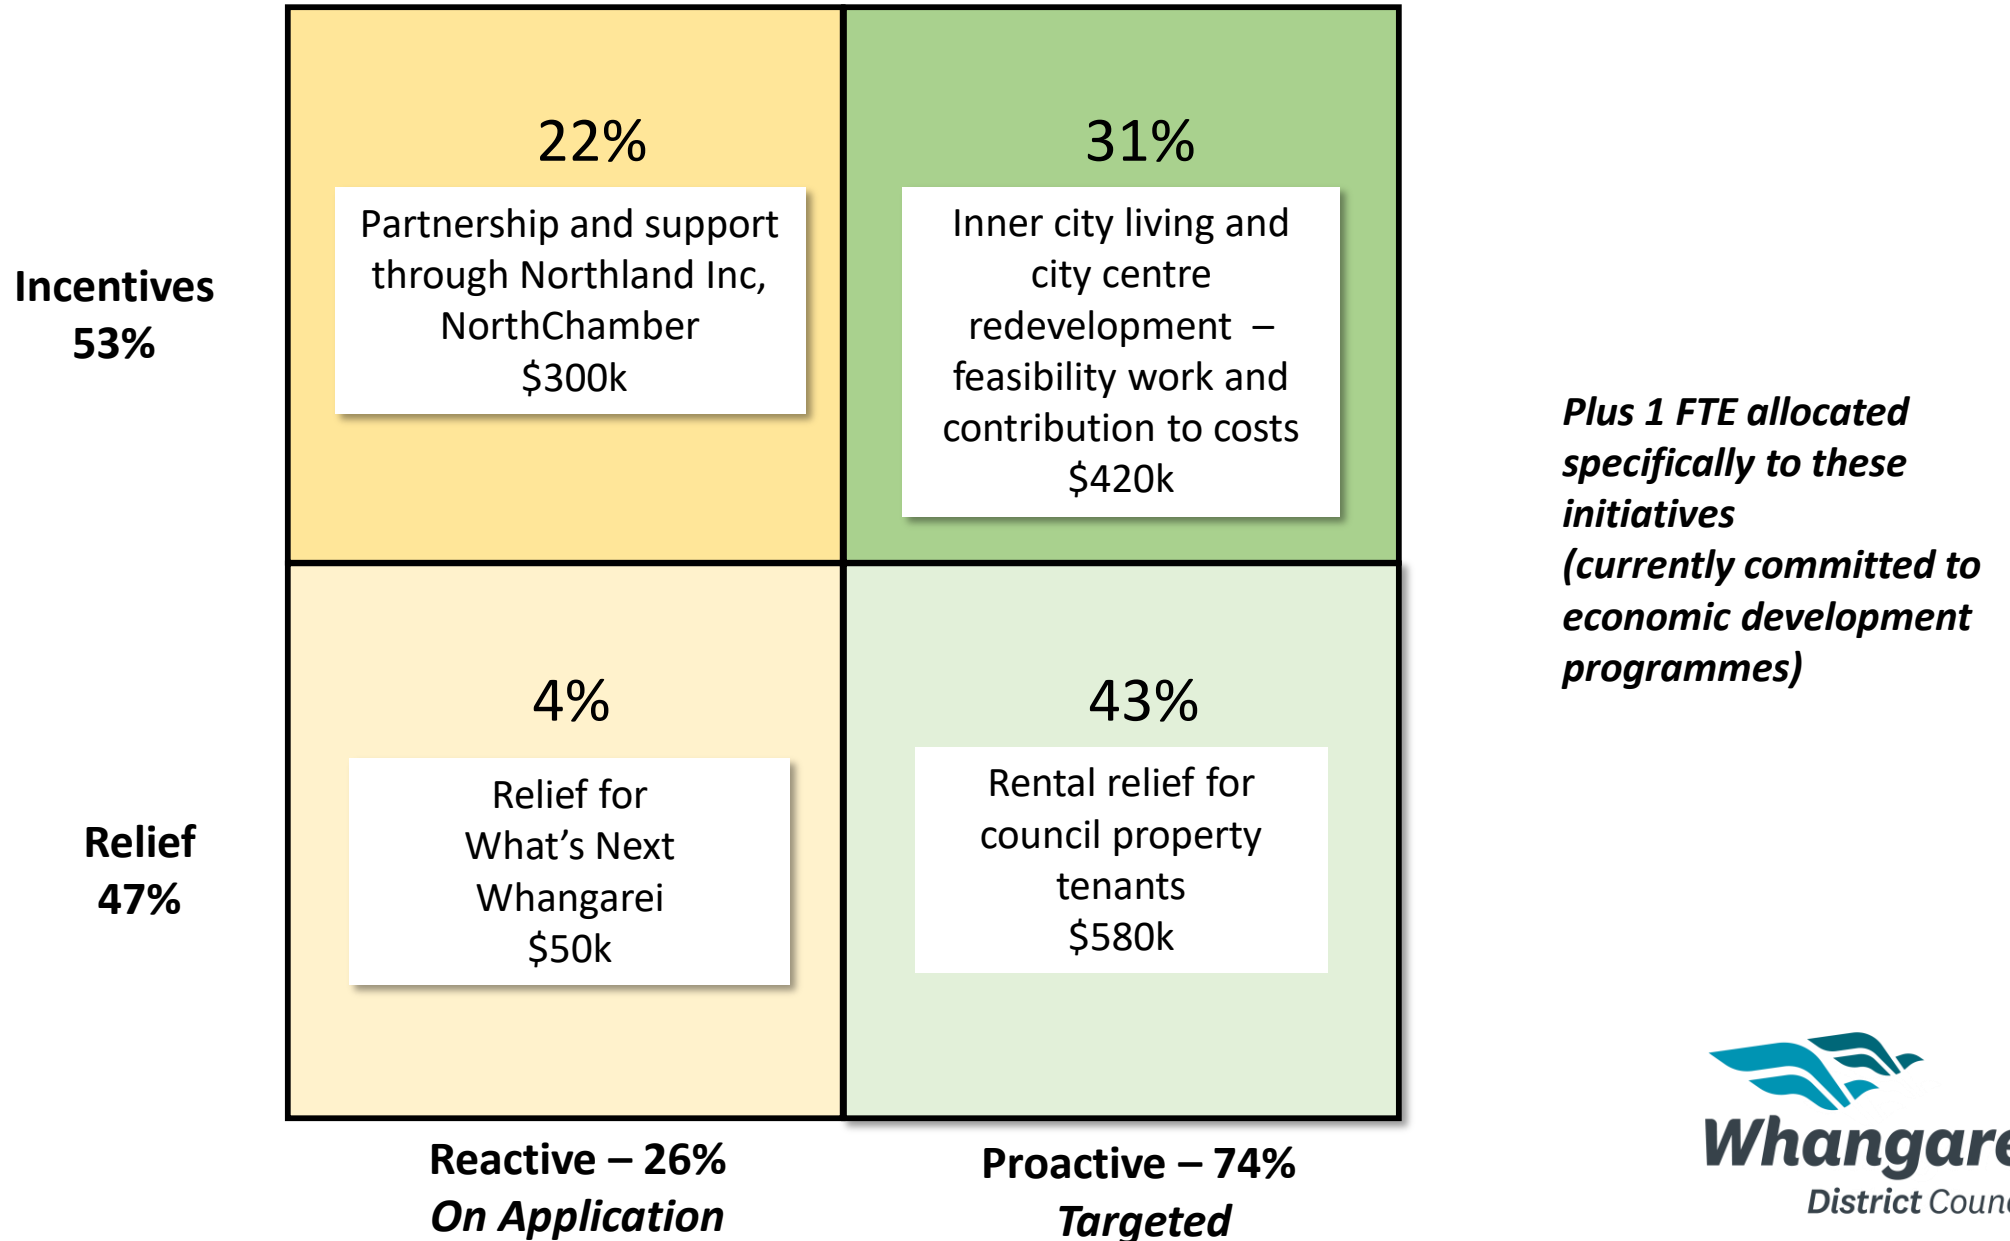 Incentives
53%
22%
Partnership and support
through Northland Inc,
NorthChamber
$300k
31%
Inner city living and
city centre
redevelopment –
feasibility work and
contribution to costs
$420k
Relief
47%
4%
Relief for
What’s Next
Whangarei
$50k
43%
Rental relief for
council property
tenants
$580k
Reactive – 26%
On Application
Proactive – 74%
Targeted
Plus 1 FTE allocated
specifically to these
initiatives
(currently committed to
economic development
programmes)
Whangare
District Counc